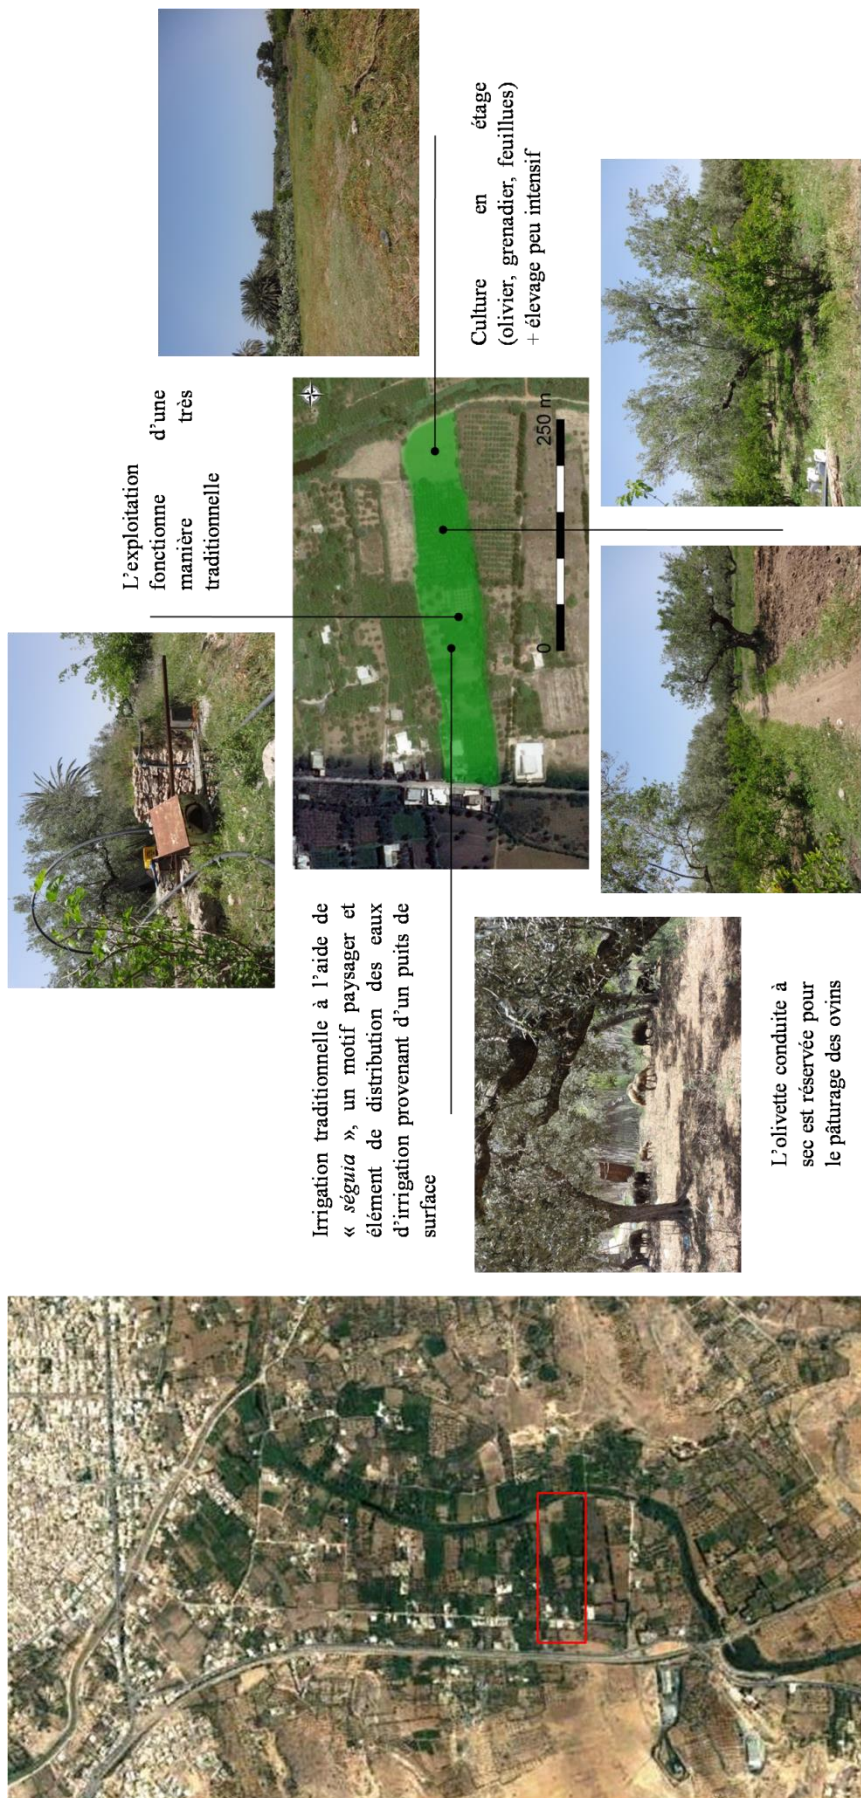 Irrigation traditionnelle à l'aide de
« séguia », un motif paysager et
élément de distribution des eaux
d'irrigation provenant d'un puits de
surface
L'exploitation
fonctionne d'une
manière très
traditionnelle
Culture en étage
(olivier, grenadier, feuillues)
+ élevage peu intensif
0
250 m
L'olivette conduite à
sec est réservée pour
le pâturage des ovins